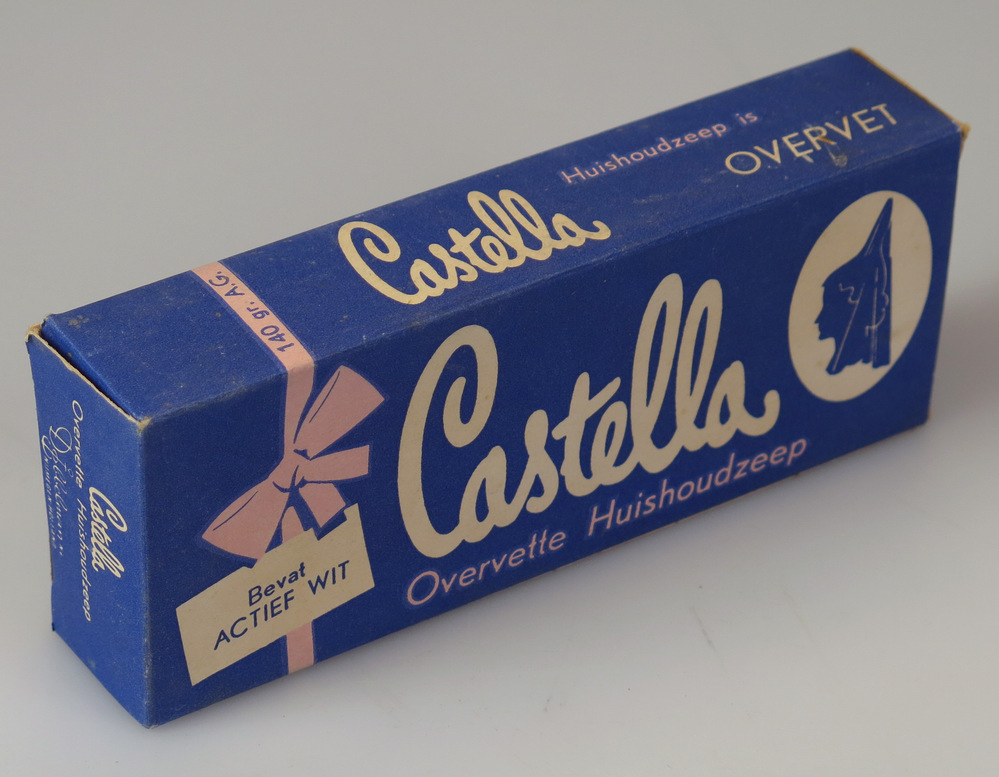 Castella
Huishoudzeep is
OVERVET
140 gr. A.G.
Castella
Overvette Huishoudzeep
Bevat
ACTIEF WIT
Castella
Overvette Huishoudzeep